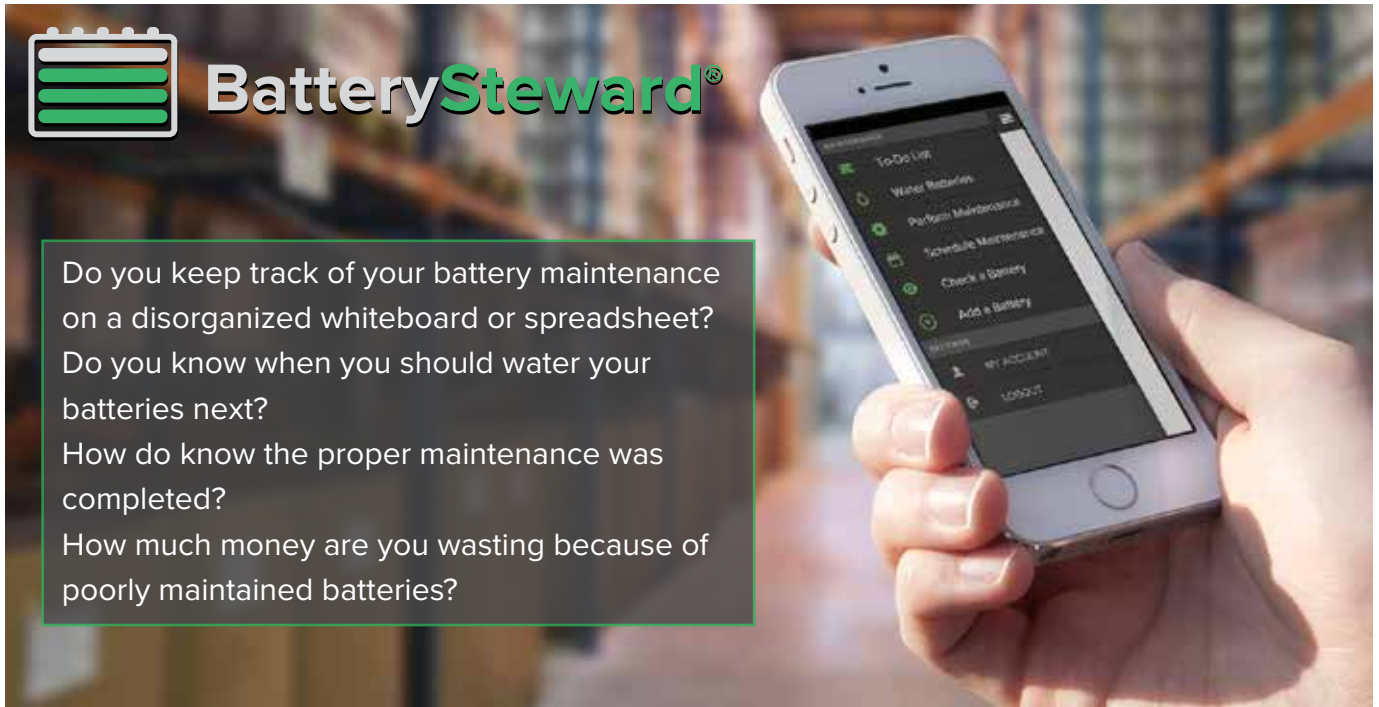 BatterySteward®
Do you keep track of your battery maintenance
on a disorganized whiteboard or spreadsheet?
Do you know when you should water your
batteries next?
How do know the proper maintenance was
completed?
How much money are you wasting because of
poorly maintained batteries?
To-Do List
Water Batteries
Perform Maintenance
Schedule Maintenance
Check a Battery
Add a Battery
MY ACCOUNT
LOGOUT